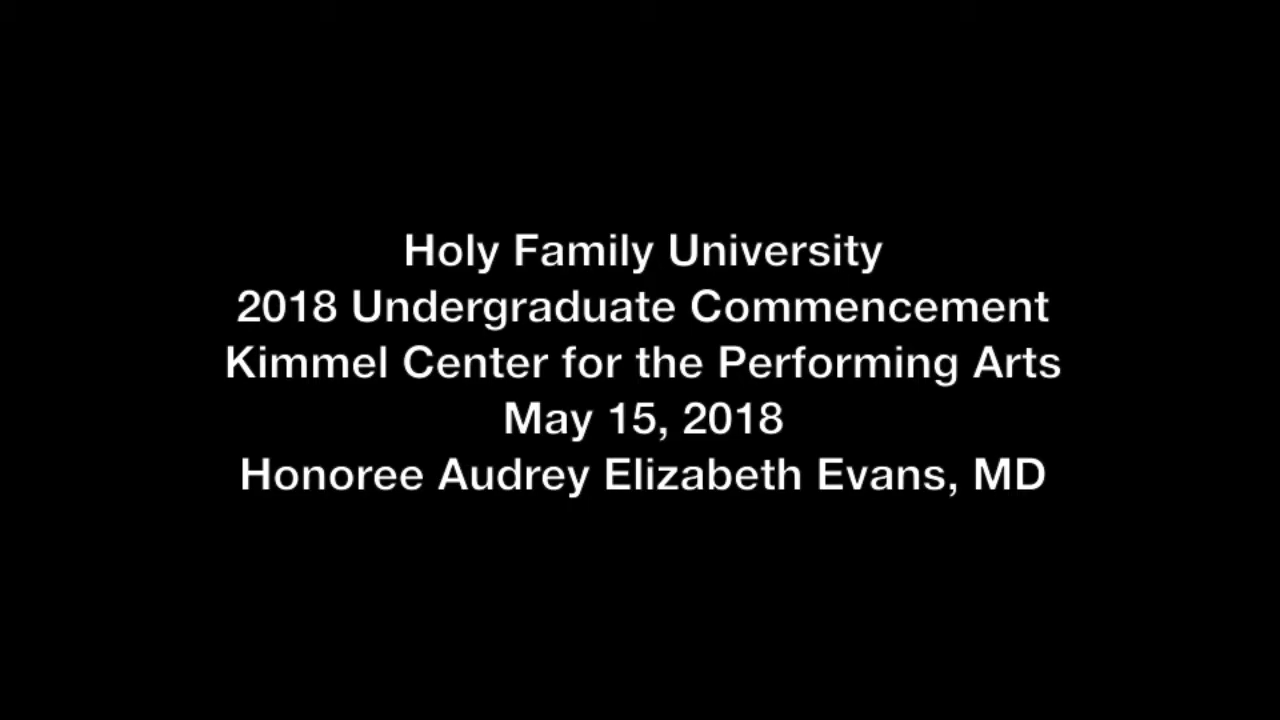 Holy Family University
2018 Undergraduate Commencement
Kimmel Center for the Performing Arts
May 15, 2018
Honoree Audrey Elizabeth Evans, MD